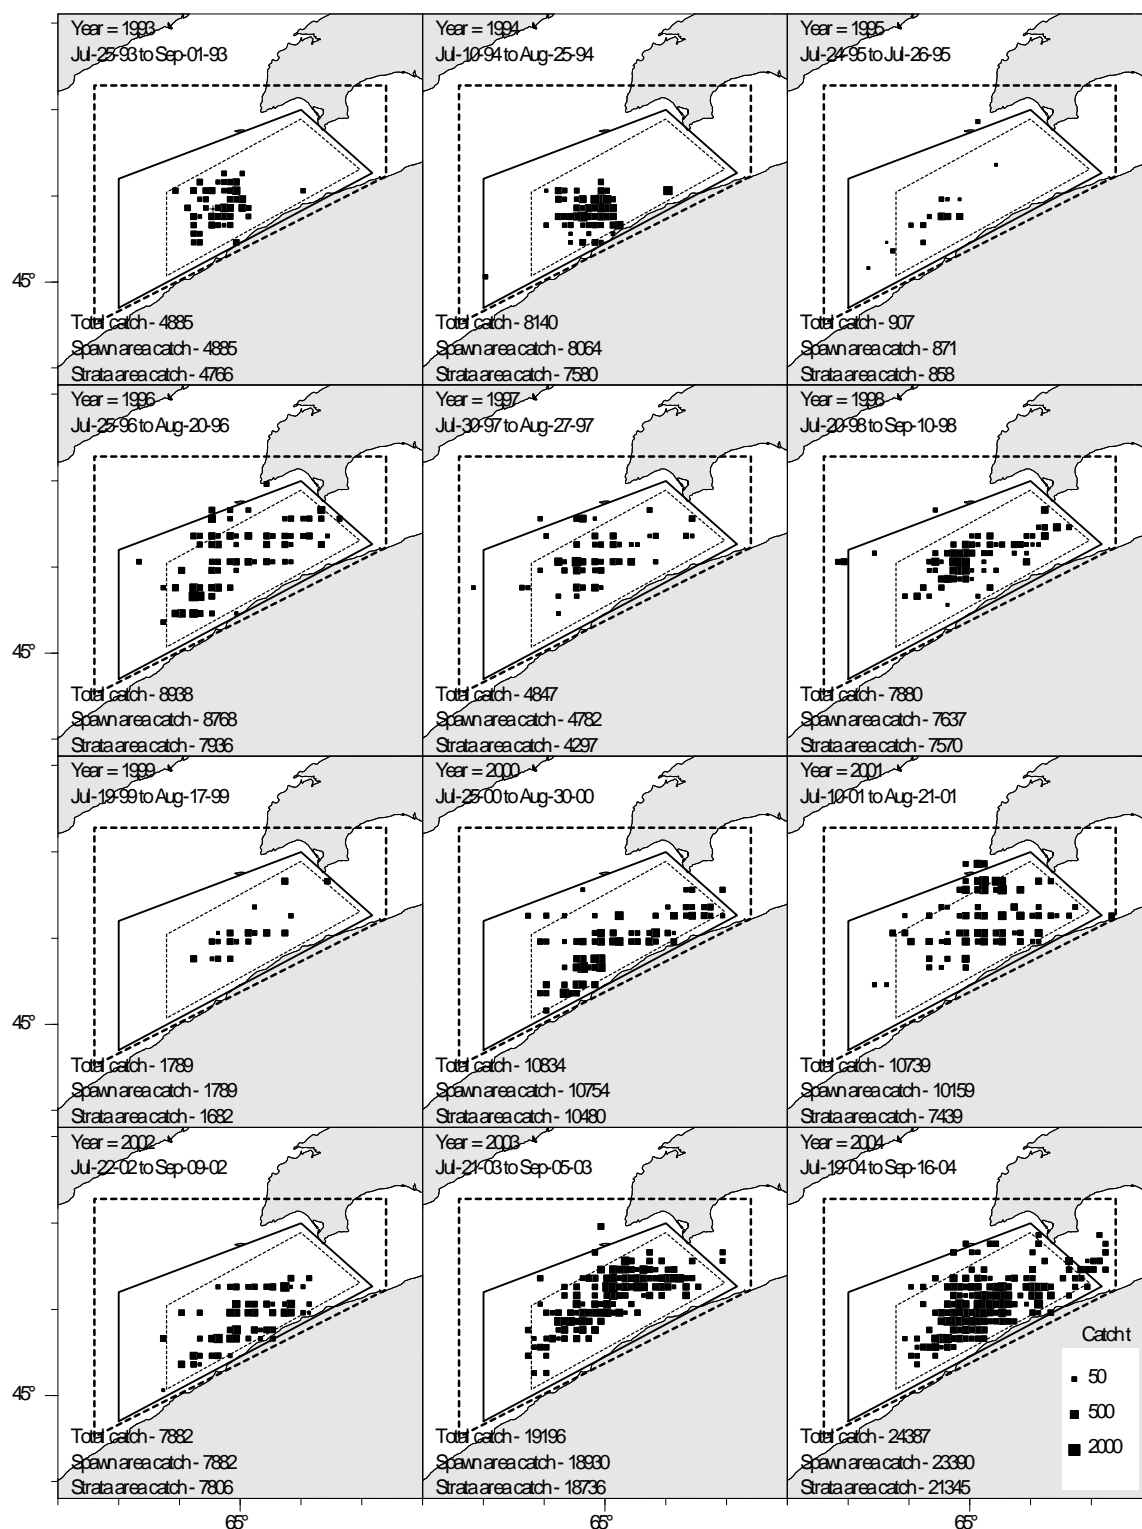 Year = 1993
Jul-25-93 to Sep-01-93
Total catch - 4885
Spawn area catch - 4885
Strata area catch - 4766
Year = 1994
Jul-10-94 to Aug-25-94
Total catch - 8140
Spawn area catch - 8064
Strata area catch - 7580
Year = 1995
Jul-24-95 to Jul-26-95
Total catch - 907
Spawn area catch - 871
Strata area catch - 858
45°
Year = 1996
Jul-25-96 to Aug-20-96
Total catch - 8938
Spawn area catch - 8768
Strata area catch - 7936
Year = 1997
Jul-30-97 to Aug-27-97
Total catch - 4847
Spawn area catch - 4782
Strata area catch - 4297
Year = 1998
Jul-20-98 to Sep-10-98
Total catch - 7880
Spawn area catch - 7637
Strata area catch - 7570
45°
Year = 1999
Jul-19-99 to Aug-17-99
Total catch - 1789
Spawn area catch - 1789
Strata area catch - 1682
Year = 2000
Jul-25-00 to Aug-30-00
Total catch - 10834
Spawn area catch - 10754
Strata area catch - 10480
Year = 2001
Jul-10-01 to Aug-21-01
Total catch - 10739
Spawn area catch - 10159
Strata area catch - 7439
45°
Year = 2002
Jul-22-02 to Sep-09-02
Total catch - 7882
Spawn area catch - 7882
Strata area catch - 7806
Year = 2003
Jul-21-03 to Sep-05-03
Total catch - 19196
Spawn area catch - 18930
Strata area catch - 18736
Year = 2004
Jul-19-04 to Sep-16-04
Total catch - 24387
Spawn area catch - 23390
Strata area catch - 21345
Catch t
50
500
2000
45°
65°
65°
65°